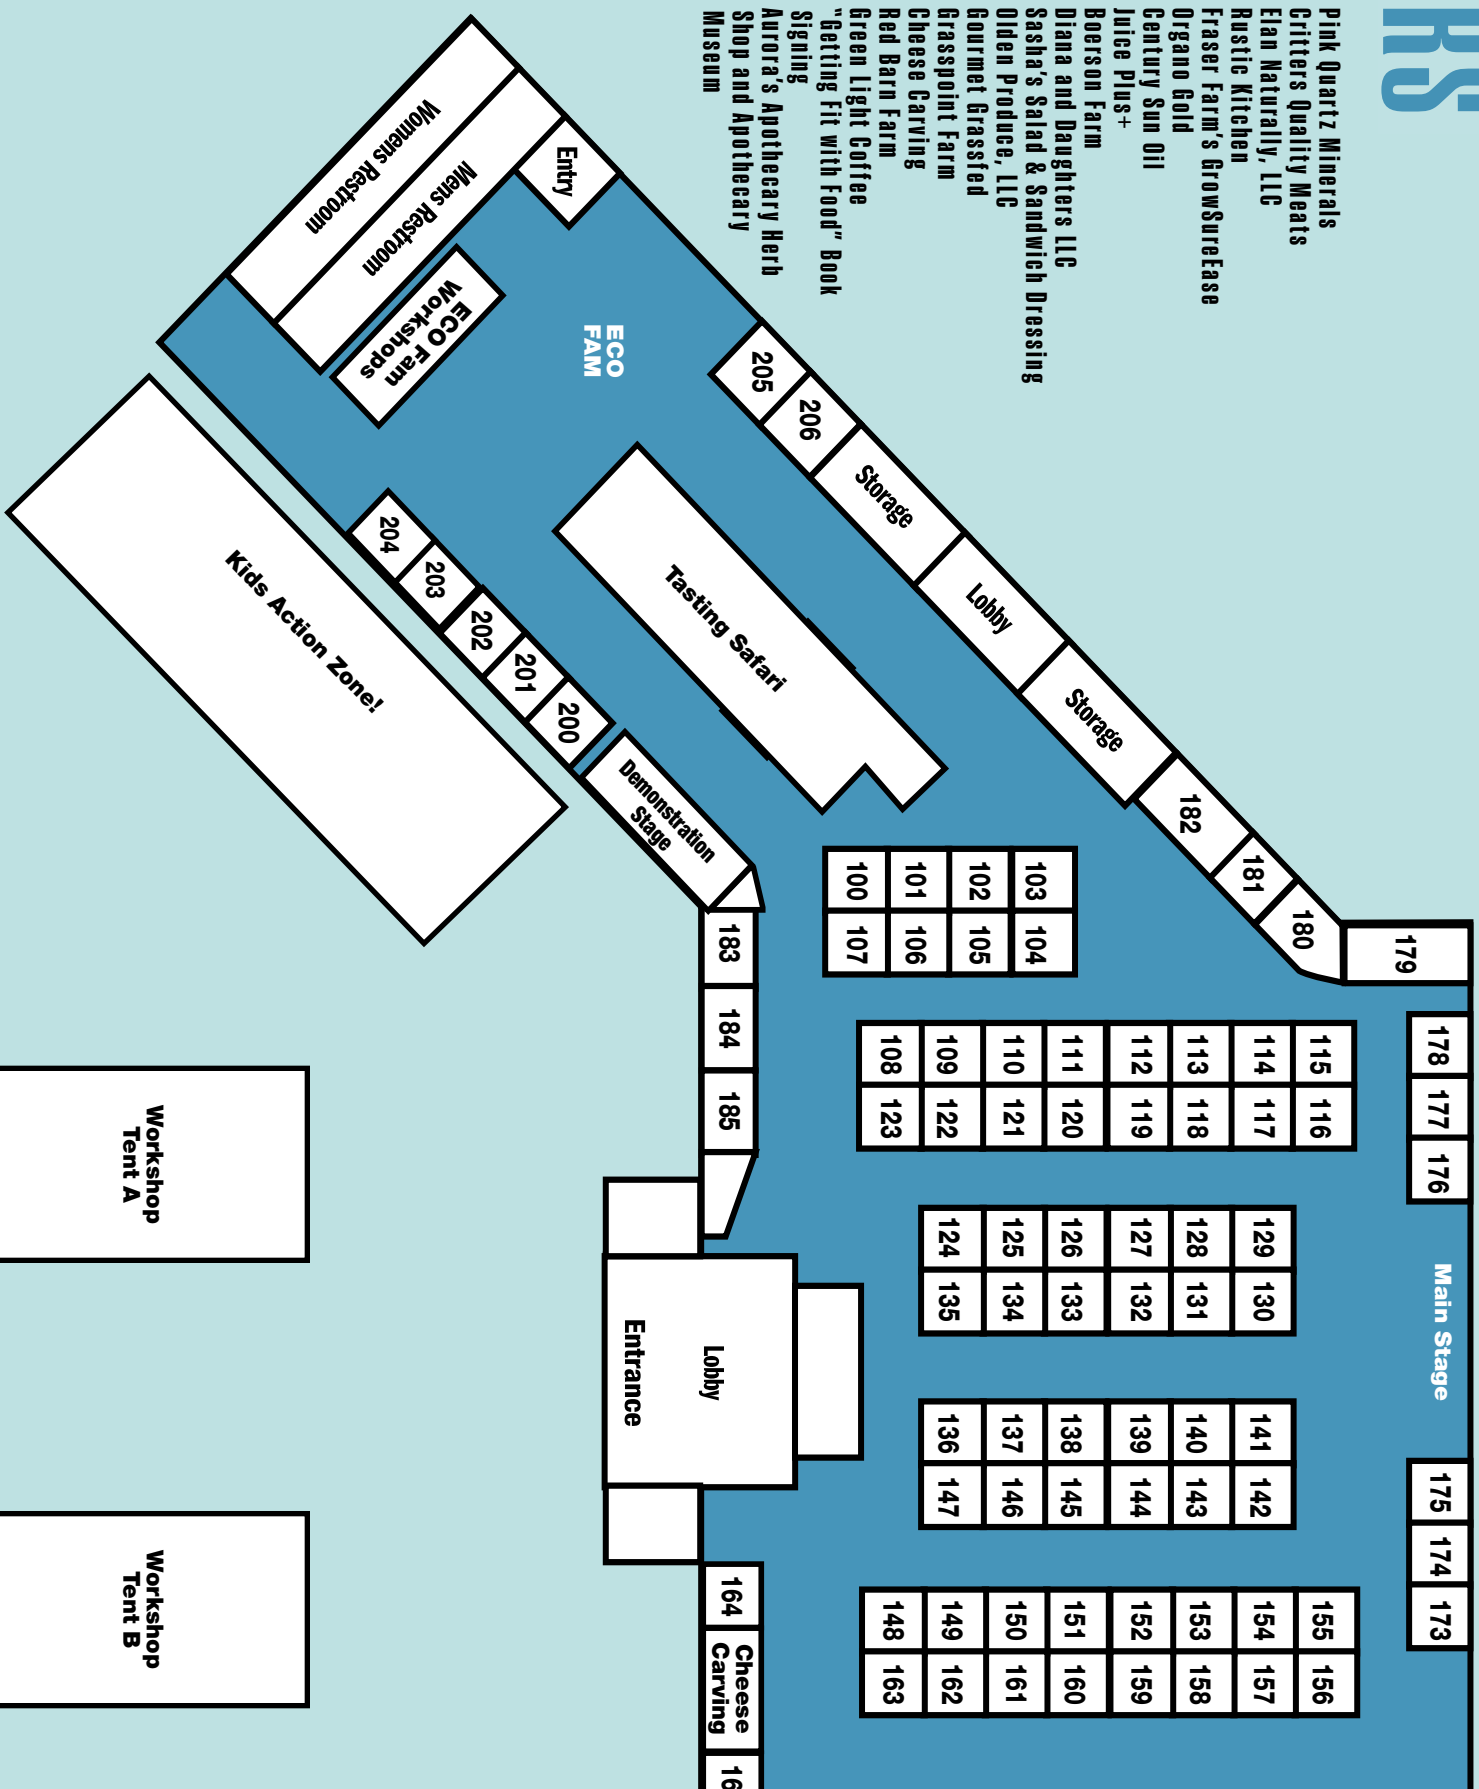 RS
Pink Quartz Minerals
Critters Quality Meats
Elan Naturally, LLC
Rustic Kitchen
Fraser Farm's GrowSureEase
Organo Gold
Century Sun Oil
Juice Plus+
Boerson Farm
Diana and Daughters LLC
Sasha's Salad & Sandwich Dressing
Olden Produce, LLC
Gourmet Grassfed
Grasspoint Farm
Cheese Carving
Red Barn Farm
Green Light Coffee
"Getting Fit with Food" Book
Signing
Aurora's Apothecary Herb
Shop and Apothecary
Museum
178 177 176
Main Stage
175 174 173
179
180
181
182
Storage
Lobby
Storage
206
205
115 116
114 117
113 118
112 119
111 120
110 121
109 122
108 123
129 130
128 131
127 132
126 133
125 134
124 135
141 142
140 143
139 144
138 145
137 146
136 147
155 156
154 157
153 158
152 159
151 160
150 161
149 162
148 163
103 104
102 105
101 106
100 107
Tasting Safari
ECO
FAM
Entry
Mens Restroom
Womens Restroom
ECO Fam
Workshops
204
203
202
201
200
Demonstration
Stage
183 184 185
Lobby
Entrance
164
Cheese
Carving
Kids Action Zone!
Workshop
Tent A
Workshop
Tent B